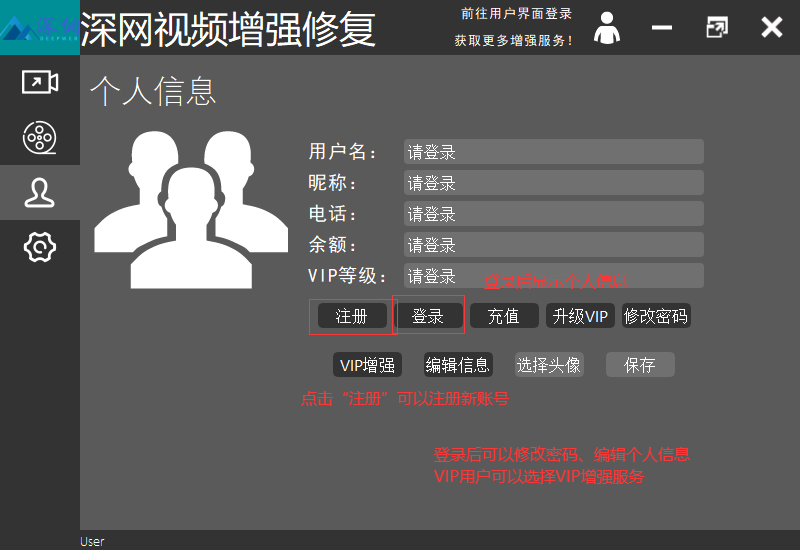 深网视频增强修复
前往用户界面登录
获取更多增强服务！
个人信息
用户名： 请登录
昵称： 请登录
电话： 请登录
余额： 请登录
VIP等级： 请登录
登录后显示个人信息
注册 登录 充值 升级VIP 修改密码
VIP增强 编辑信息 选择头像 保存
点击“注册”可以注册新账号
登录后可以修改密码、编辑个人信息
VIP用户可以选择VIP增强服务
User